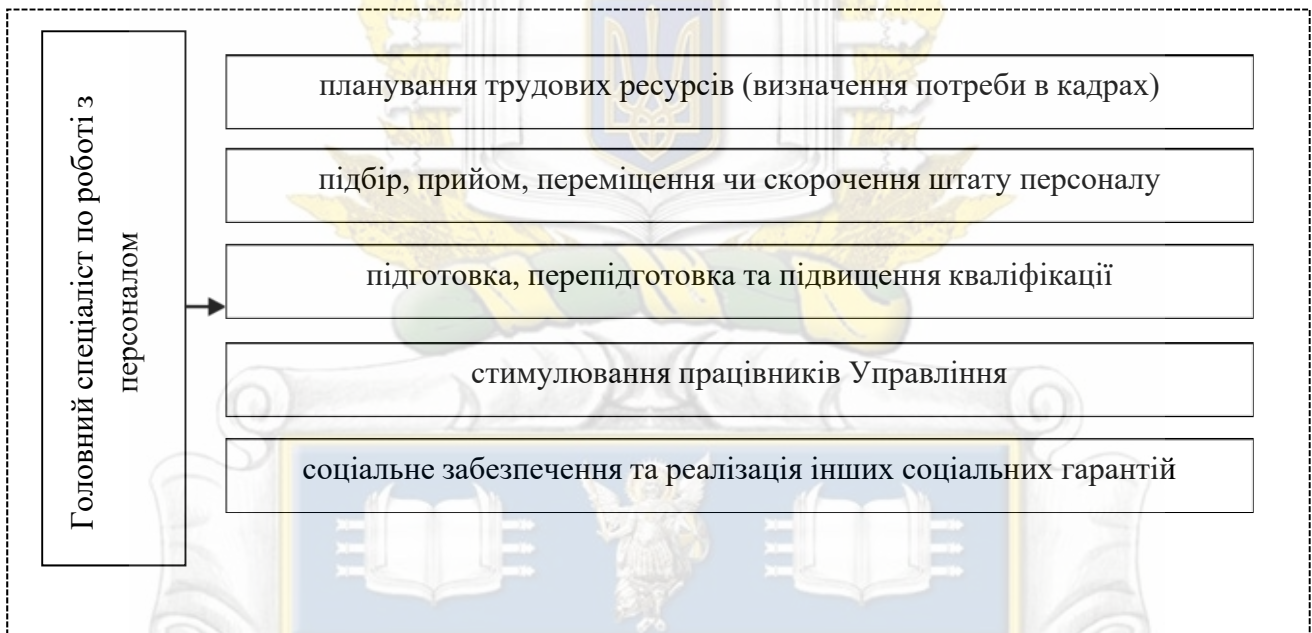 Головний спеціаліст по роботі з
персоналом
планування трудових ресурсів (визначення потреби в кадрах)
підбір, прийом, переміщення чи скорочення штату персоналу
підготовка, перепідготовка та підвищення кваліфікації
стимулювання працівників Управління
соціальне забезпечення та реалізація інших соціальних гарантій